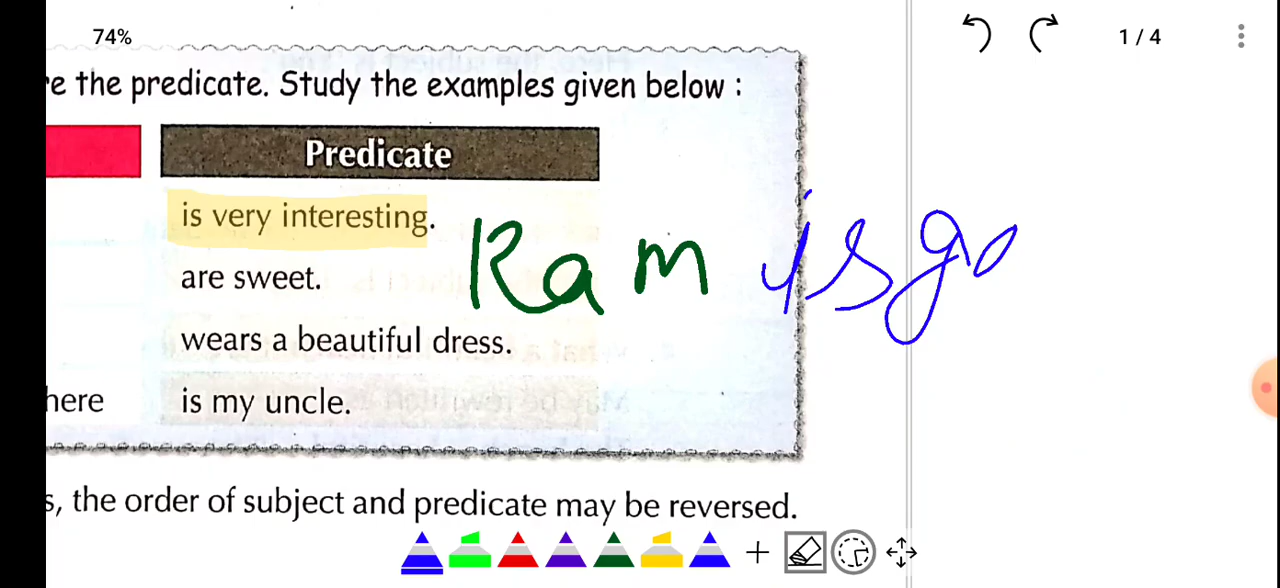 74%
1 / 4
e the predicate. Study the examples given below :
Predicate
is very interesting.
are sweet.
wears a beautiful dress.
here is my uncle.
Ram is go
s, the order of subject and predicate may be reversed.